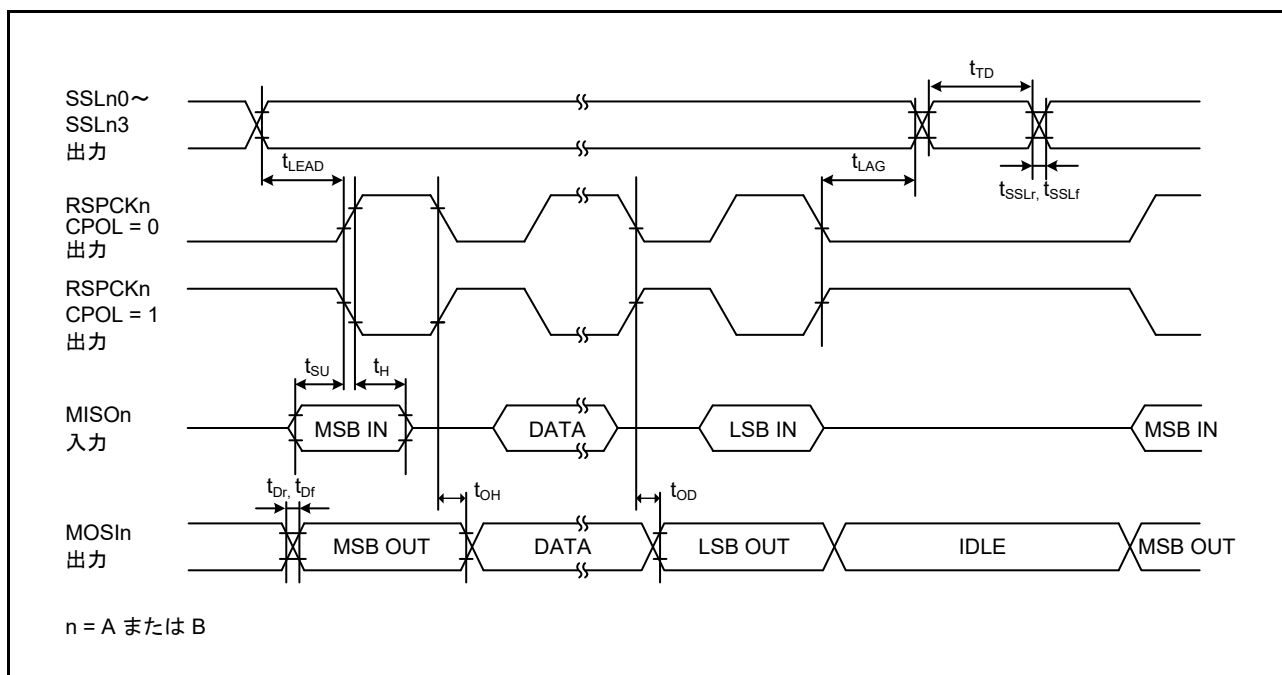 SSLn0～
SSLn3
出力
tTD
tLEAD
tLAG
tSSLr, tSSLf
RSPCKn
CPOL = 0
出力
RSPCKn
CPOL = 1
出力
tSU
tH
MISOn
入力
MSB IN
DATA
LSB IN
MSB IN
tDr, tDf
tOH
tOD
MOSIn
出力
MSB OUT
DATA
LSB OUT
IDLE
MSB OUT
n = A または B